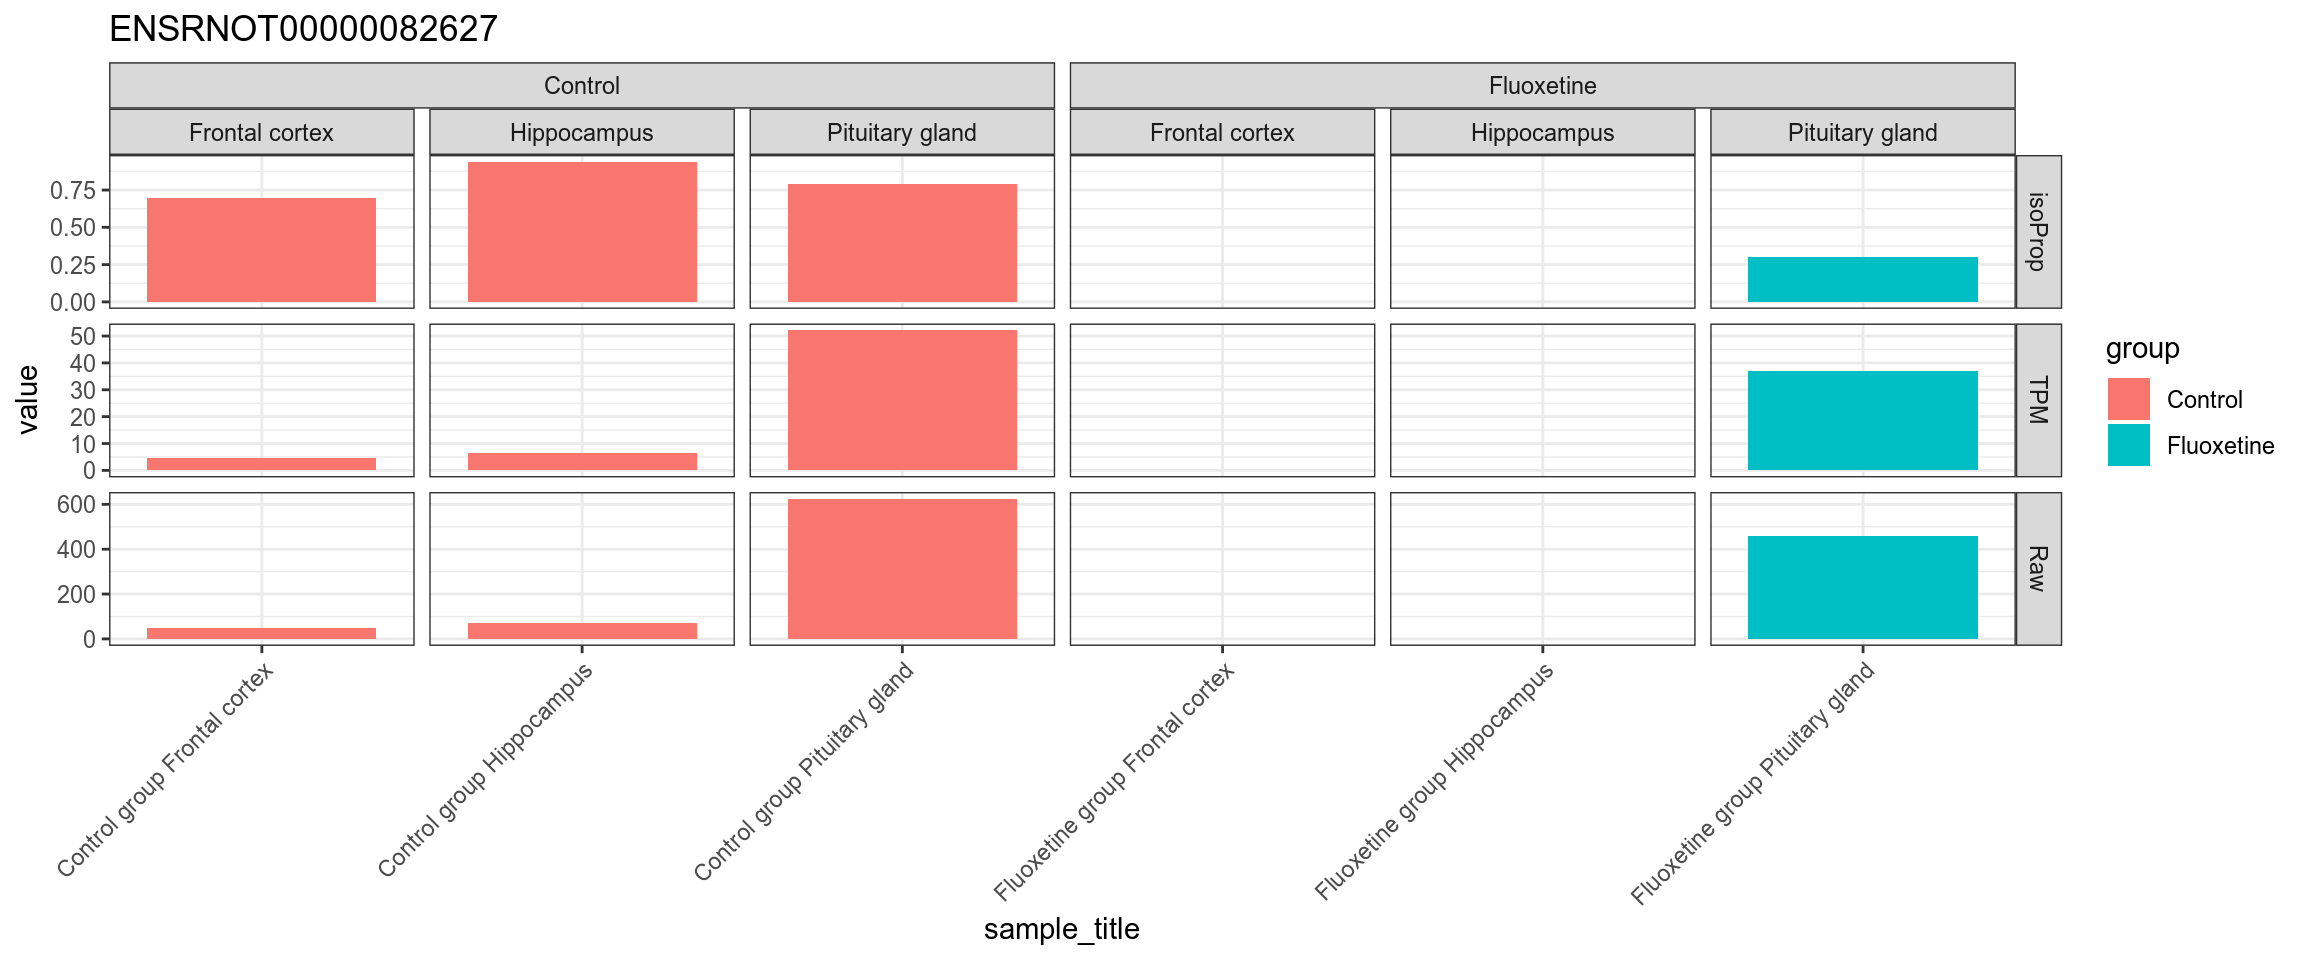 ENSRNOT00000082627
Control
Fluoxetine
Frontal cortex
Hippocampus
Pituitary gland
Frontal cortex
Hippocampus
Pituitary gland
0.75
0.50
0.25
0.00
isoProp
50
40
30
20
10
0
TPM
600
400
200
0
Raw
value
Control group Frontal cortex
Control group Hippocampus
Control group Pituitary gland
Fluoxetine group Frontal cortex
Fluoxetine group Hippocampus
Fluoxetine group Pituitary gland
sample_title
group
Control
Fluoxetine